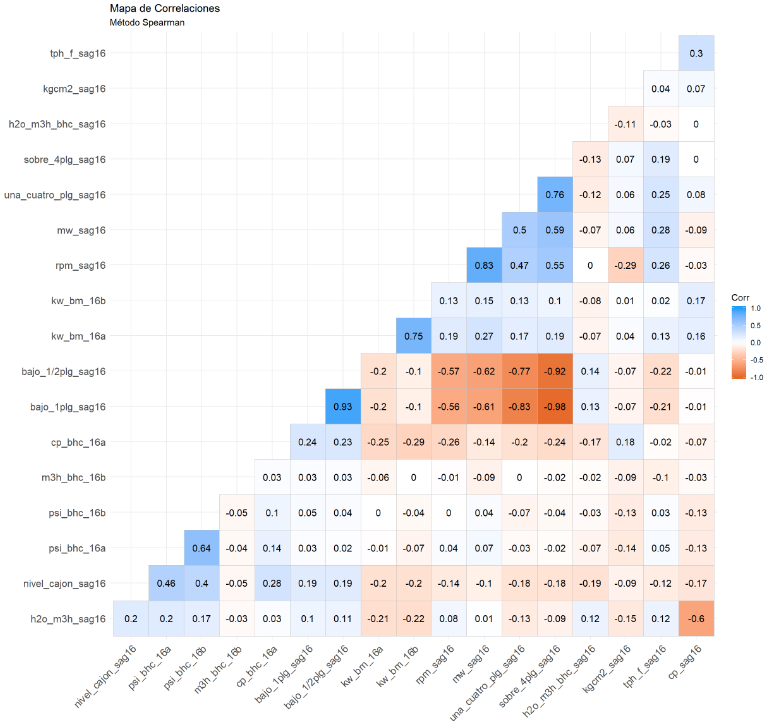 Mapa de Correlaciones
Método Spearman
tph_f_sag16 0.3
kgcm2_sag16 0.04 0.07
h2o_m3h_bhc_sag16 -0.11 -0.03 0
sobre_4plg_sag16 -0.13 0.07 0.19 0
una_cuatro_plg_sag16 0.76 -0.12 0.06 0.25 0.08
mw_sag16 0.5 0.59 -0.07 0.06 0.28 -0.09
rpm_sag16 0.83 0.47 0.55 0 -0.29 0.26 -0.03
kw_bm_16b 0.13 0.15 0.13 0.1 -0.08 0.01 0.02 0.17
kw_bm_16a 0.75 0.19 0.27 0.17 0.19 -0.07 0.04 0.13 0.16
bajo_1/2plg_sag16 -0.2 -0.1 -0.57 -0.62 -0.77 -0.92 0.14 -0.07 -0.22 -0.01
bajo_1plg_sag16 0.93 -0.2 -0.1 -0.56 -0.61 -0.83 -0.98 0.13 -0.07 -0.21 -0.01
cp_bhc_16a 0.24 0.23 -0.25 -0.29 -0.26 -0.14 -0.2 -0.24 -0.17 0.18 -0.02 -0.07
m3h_bhc_16b 0.03 0.03 0.03 -0.06 0 -0.01 -0.09 0 -0.02 -0.02 -0.09 -0.1 -0.03
psi_bhc_16b -0.05 0.1 0.05 0.04 0 -0.04 0 0.04 -0.07 -0.04 -0.04 -0.13 0.03 -0.13
psi_bhc_16a 0.64 -0.04 0.14 0.03 0.02 -0.01 -0.07 0.04 0.07 -0.03 -0.02 -0.07 -0.14 0.05 -0.13
nivel_cajon_sag16 0.46 0.4 -0.05 0.28 0.19 0.19 -0.2 -0.2 -0.14 -0.1 -0.18 -0.18 -0.19 -0.09 -0.12 -0.17
h2o_m3h_sag16 0.2 0.2 0.17 -0.03 0.03 0.1 0.11 -0.21 -0.22 0.08 0.01 -0.13 -0.09 0.12 -0.15 0.12 -0.6
nivel_cajon_sag16
psi_bhc_16a
psi_bhc_16b
m3h_bhc_16b
cp_bhc_16a
bajo_1plg_sag16
bajo_1/2plg_sag16
kw_bm_16a
kw_bm_16b
rpm_sag16
mw_sag16
una_cuatro_plg_sag16
sobre_4plg_sag16
h2o_m3h_bhc_sag16
kgcm2_sag16
tph_f_sag16
cp_sag16
Corr
1.0
0.5
0.0
-0.5
-1.0